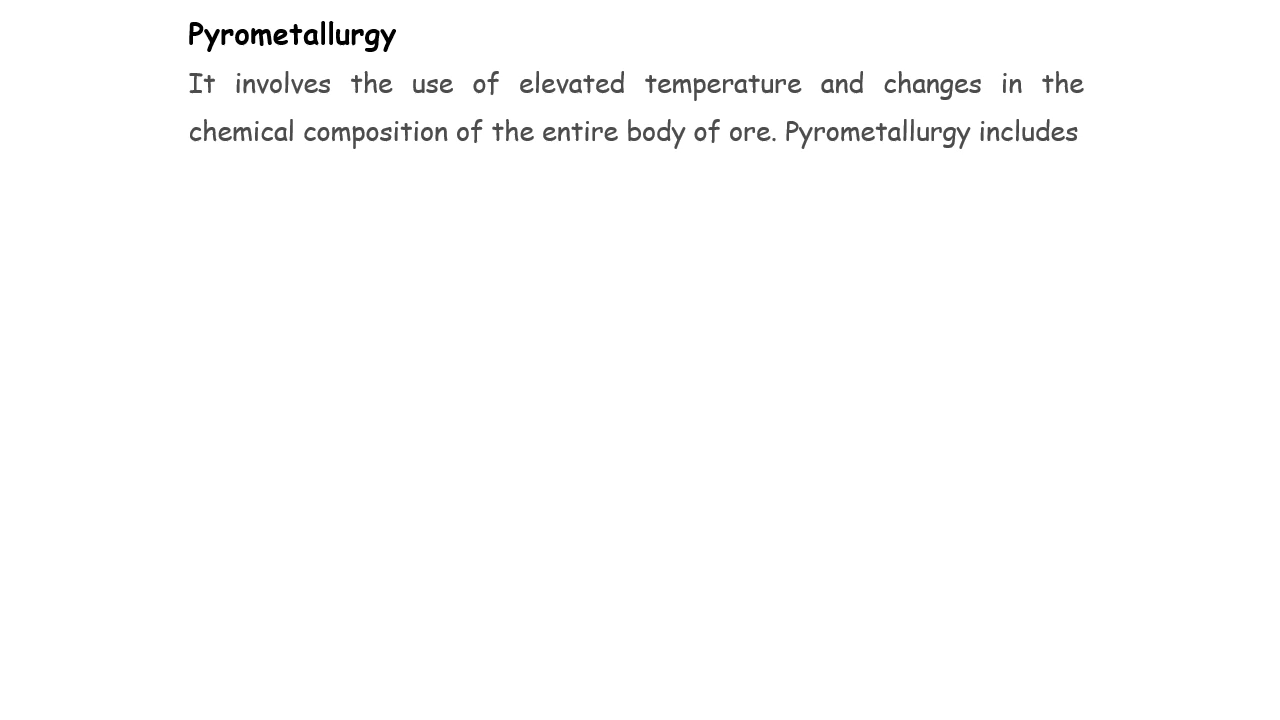 Pyrometallurgy
It involves the use of elevated temperature and changes in the
chemical composition of the entire body of ore. Pyrometallurgy includes